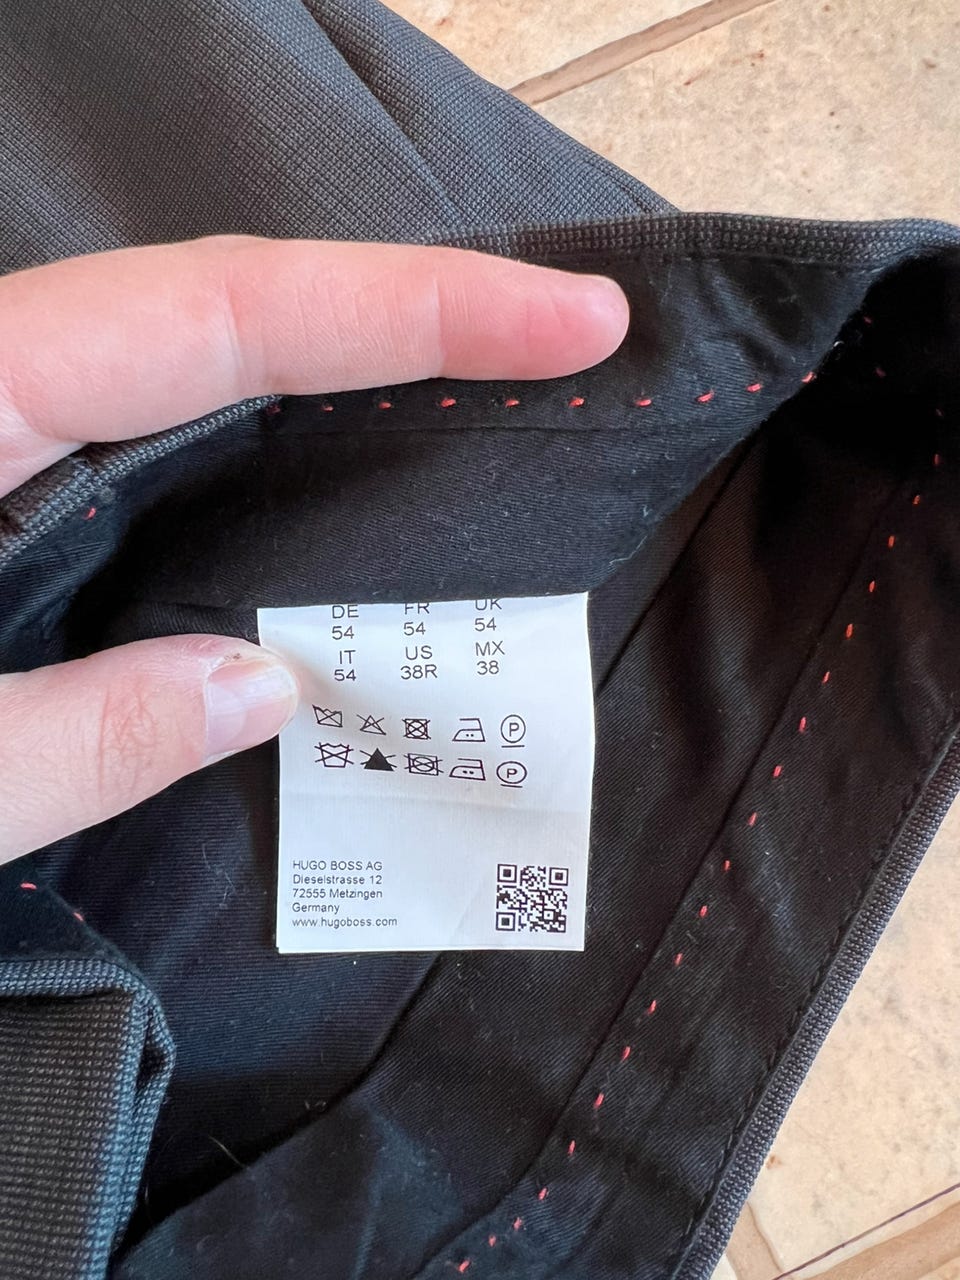 DE FR UK
54 54 54
IT US MX
54 38R 38
P
P
HUGO BOSS AG
Dieselstrasse 12
72555 Metzingen
Germany
www.hugoboss.com